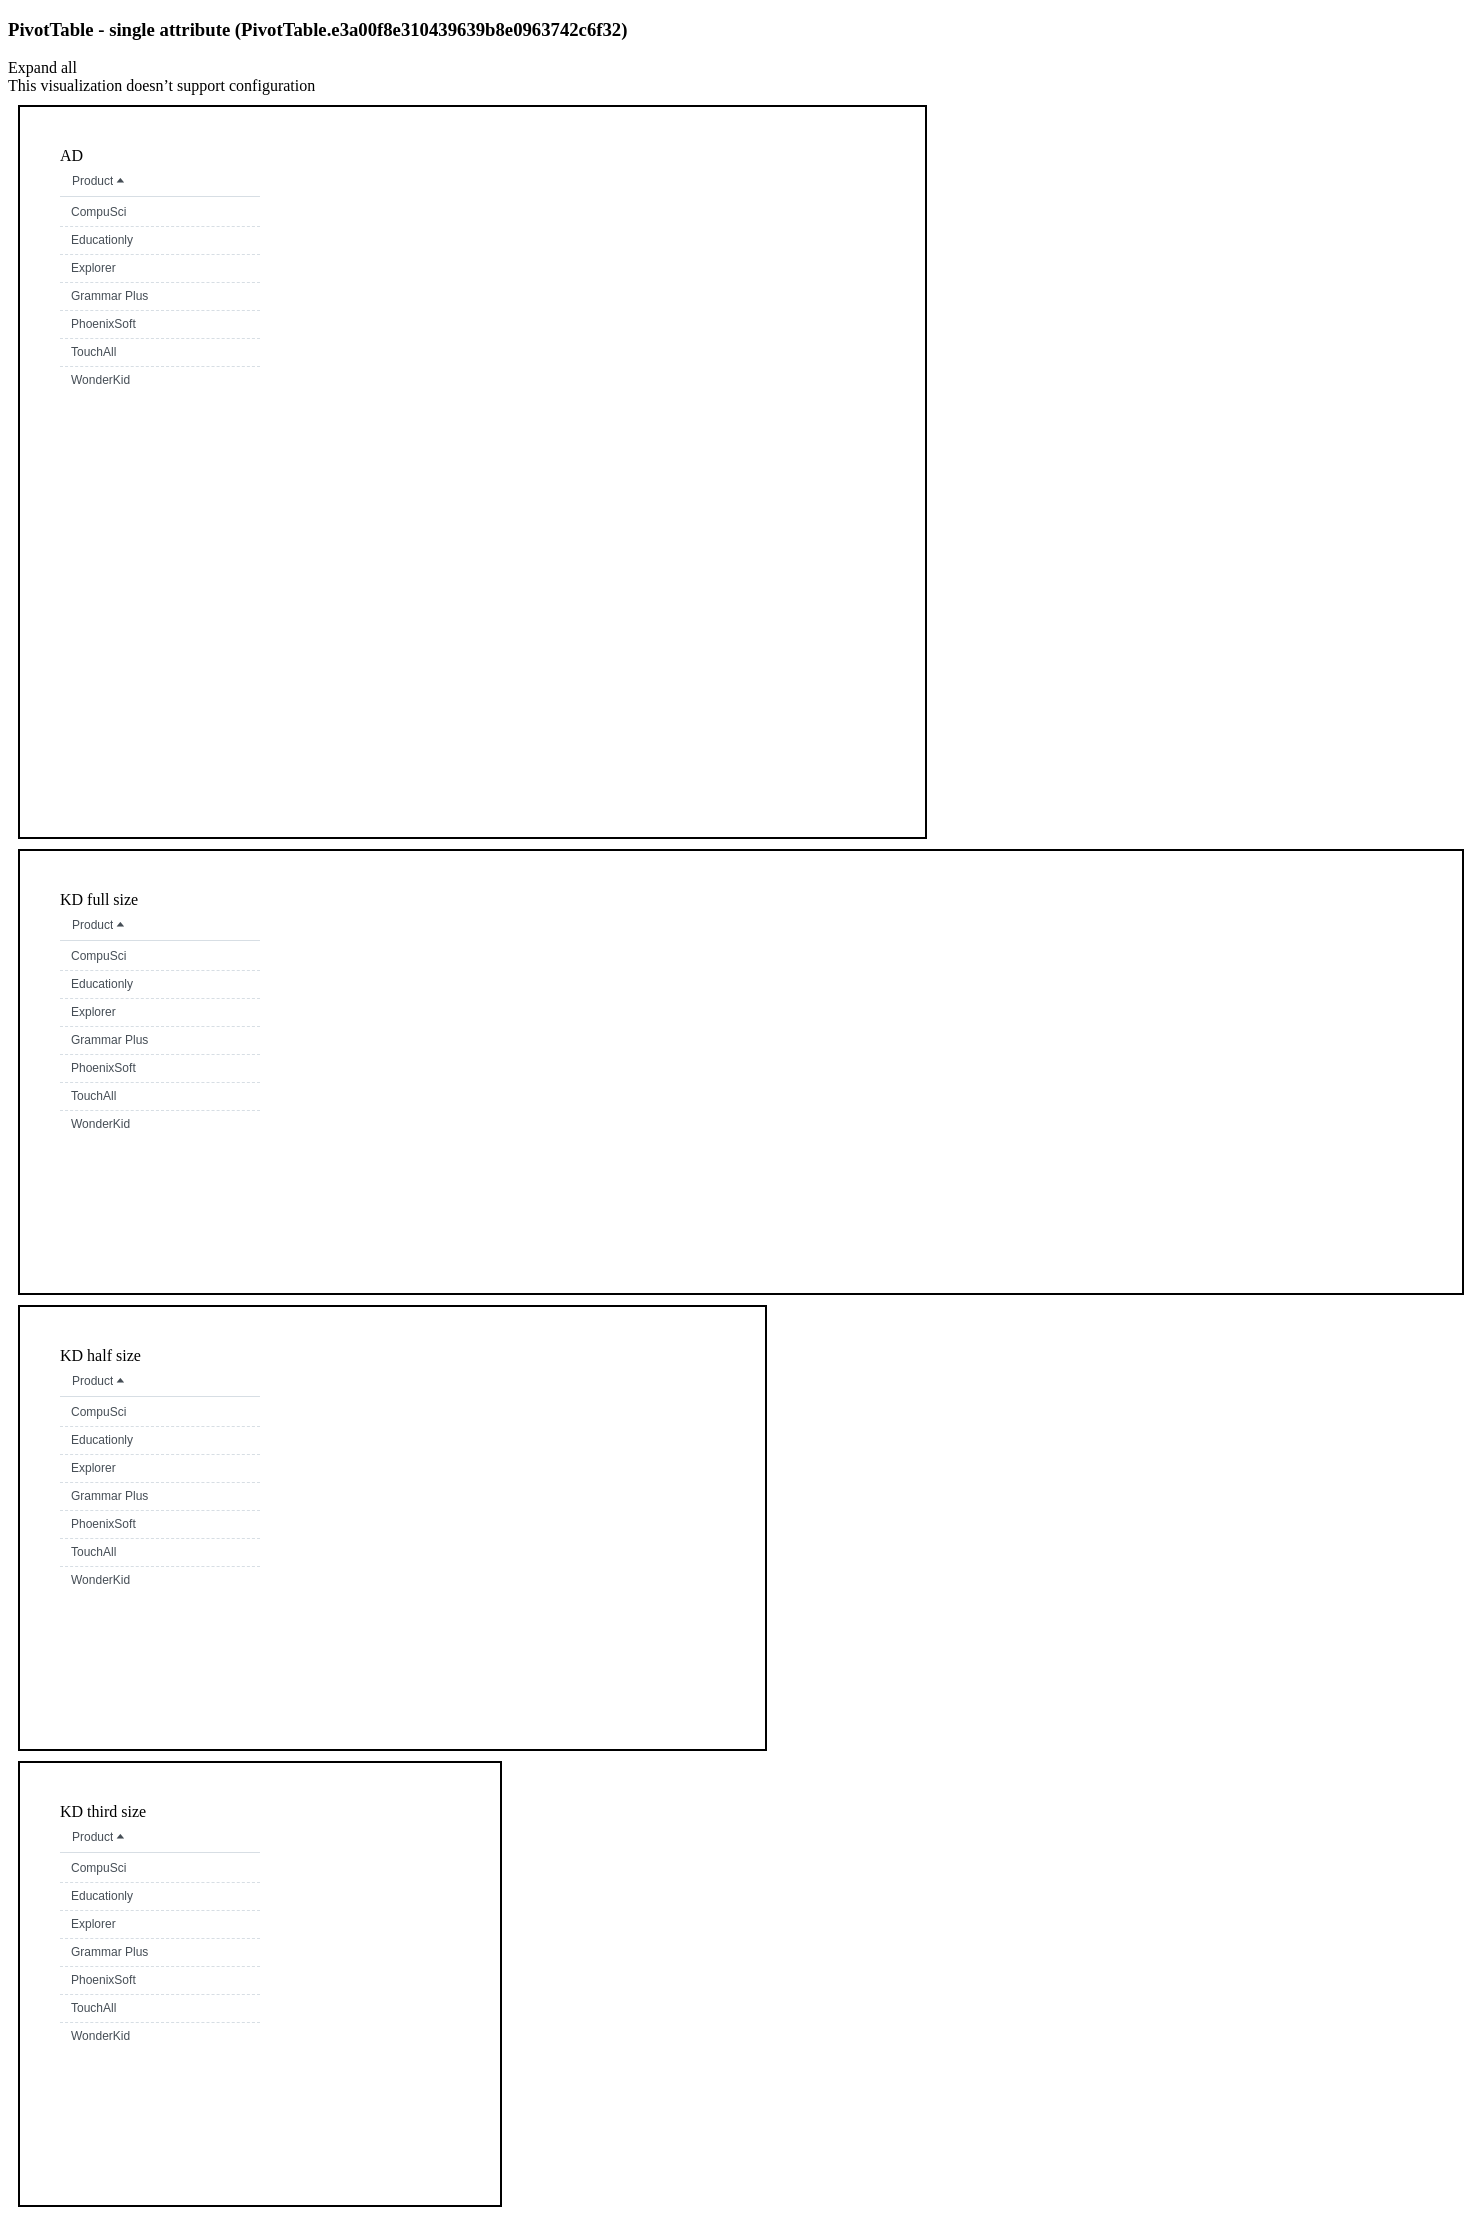 PivotTable - single attribute (PivotTable.e3a00f8e310439639b8e0963742c6f32)
Expand all
This visualization doesn’t support configuration
AD
Product
CompuSci
Educationly
Explorer
Grammar Plus
PhoenixSoft
TouchAll
WonderKid
KD full size
Product
CompuSci
Educationly
Explorer
Grammar Plus
PhoenixSoft
TouchAll
WonderKid
KD half size
Product
CompuSci
Educationly
Explorer
Grammar Plus
PhoenixSoft
TouchAll
WonderKid
KD third size
Product
CompuSci
Educationly
Explorer
Grammar Plus
PhoenixSoft
TouchAll
WonderKid